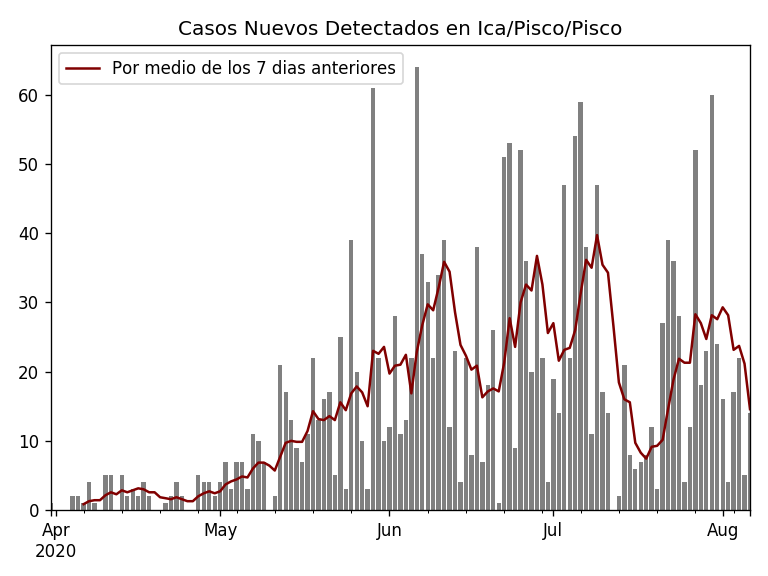 Casos Nuevos Detectados en Ica/Pisco/Pisco
Por medio de los 7 dias anteriores
60
50
40
30
20
10
0
Apr May Jun Jul Aug
2020